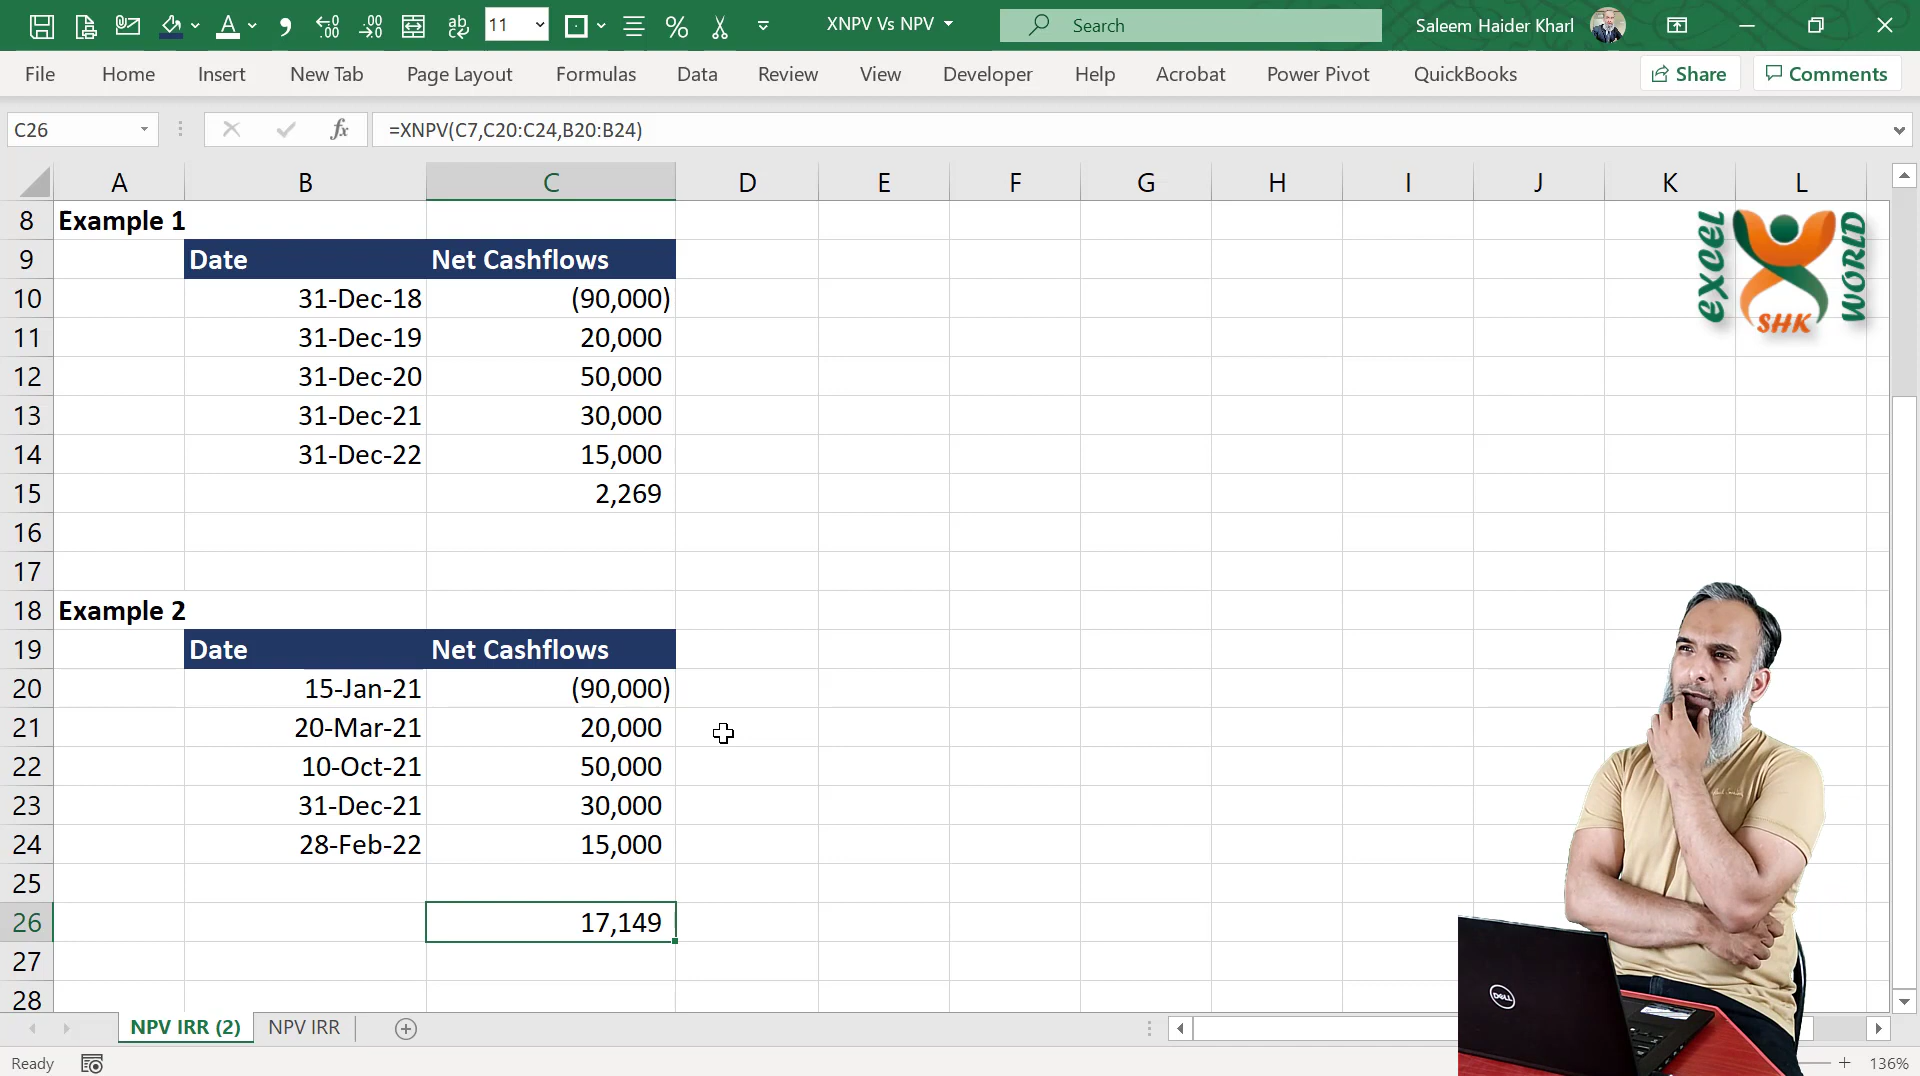 11
XNPV Vs NPV
Search
Saleem Haider Kharl
File Home Insert New Tab Page Layout Formulas Data Review View Developer Help Acrobat Power Pivot QuickBooks Share Comments
C26 fx =XNPV(C7,C20:C24,B20:B24)
A B C D E F G H I J K L
8 Example 1
9 Date Net Cashflows
10 31-Dec-18 (90,000)
11 31-Dec-19 20,000
12 31-Dec-20 50,000
13 31-Dec-21 30,000
14 31-Dec-22 15,000
15 2,269
16
17
18 Example 2
19 Date Net Cashflows
20 15-Jan-21 (90,000)
21 20-Mar-21 20,000
22 10-Oct-21 50,000
23 31-Dec-21 30,000
24 28-Feb-22 15,000
25
26 17,149
27
28
eXCEL
SHK
WORLD
DELL
NPV IRR (2) NPV IRR
Ready
136%